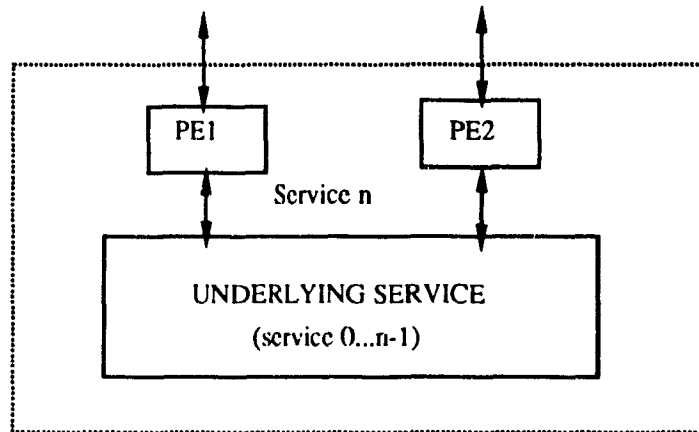 PE1
PE2
Service n
UNDERLYING SERVICE
(service 0...n-1)